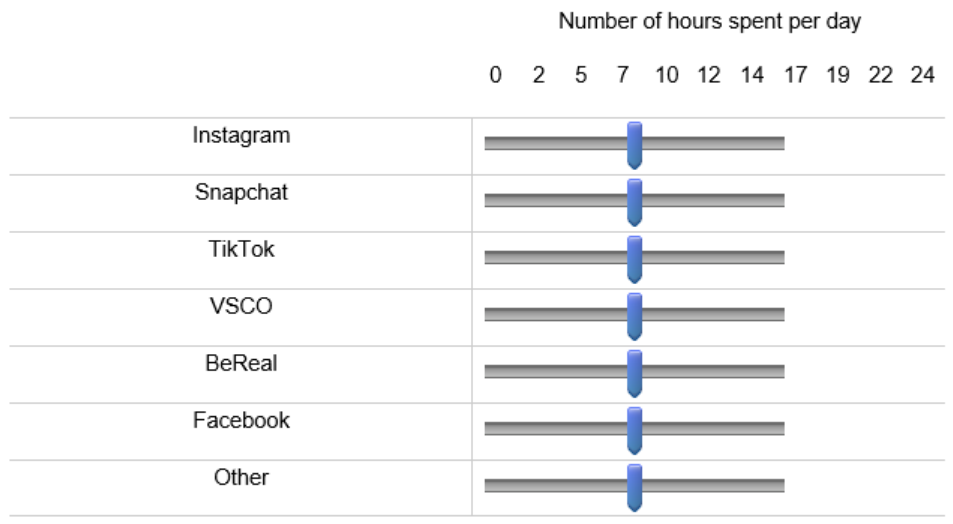 Number of hours spent per day
0 2 5 7 10 12 14 17 19 22 24
Instagram
Snapchat
TikTok
VSCO
BeReal
Facebook
Other